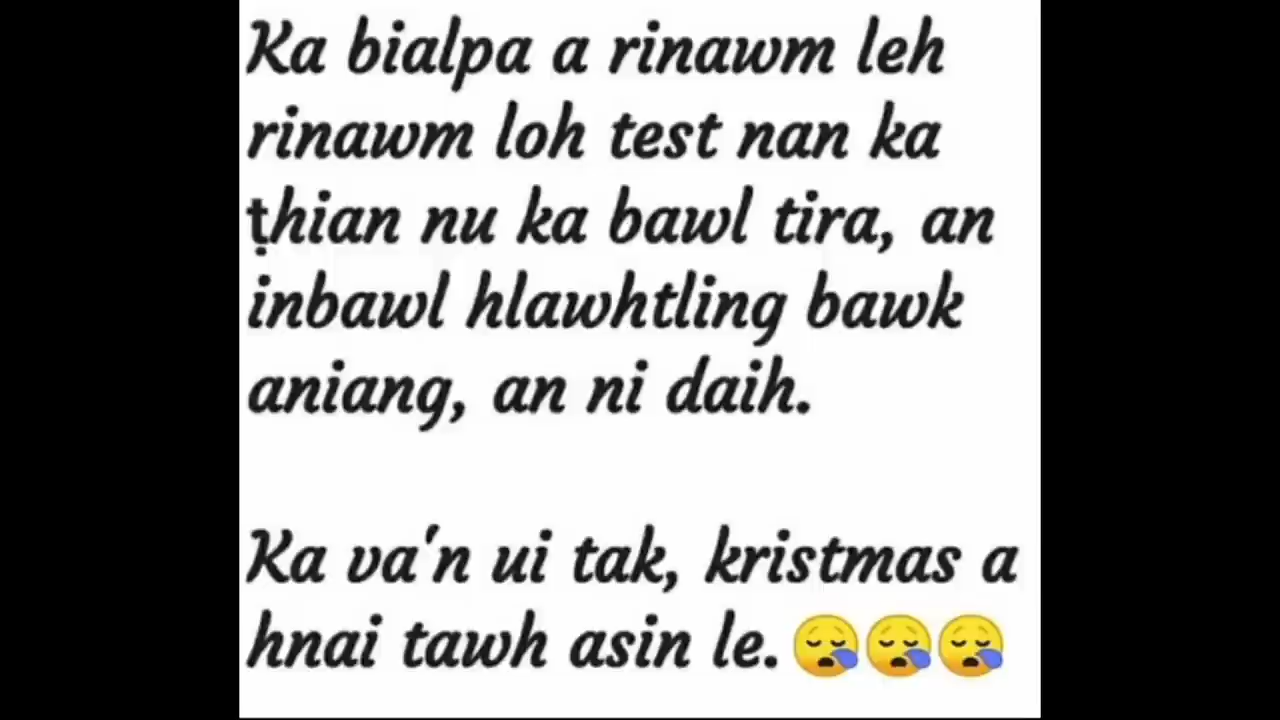 Ka bialpa a rinawm leh
rinawm loh test nan ka
ṭhian nu ka bawl tira, an
inbawl hlawhtling bawk
aniang, an ni daih.
Ka va'n ui tak, kristmas a
hnai tawh asin le.😪😪😪